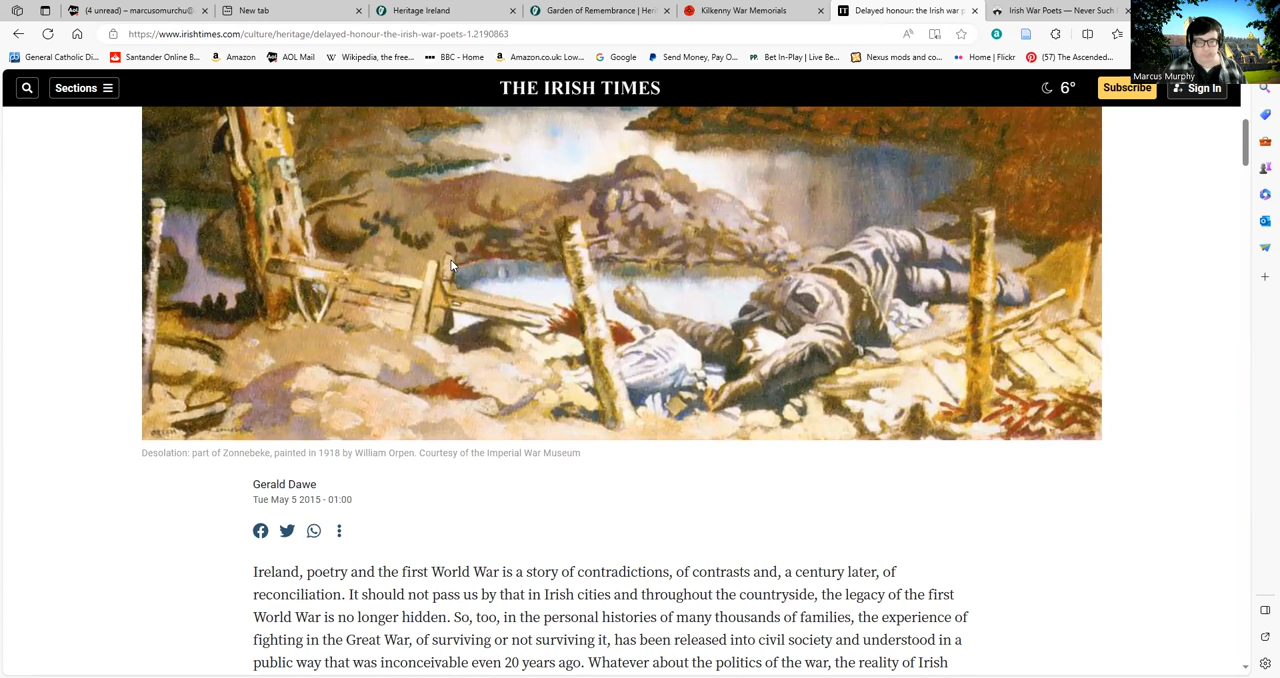 (4 unread) - marcusomurchu@
New tab
Heritage Ireland
Garden of Remembrance | Heri
Kilkenny War Memorials
Delayed honour: the Irish war p
Irish War Poets — Never Such I
https://www.irishtimes.com/culture/heritage/delayed-honour-the-irish-war-poets-1.2190863
General Catholic Di...
Santander Online B...
Amazon
AOL Mail
Wikipedia, the free...
BBC - Home
Amazon.co.uk: Low...
Google
Send Money, Pay O...
Bet In-Play | Live Be...
Nexus mods and co...
Home | Flickr
(57) The Ascended...
Marcus Murphy
Sections
THE IRISH TIMES
6°
Subscribe
Sign In
Desolation: part of Zonnebeke, painted in 1918 by William Orpen. Courtesy of the Imperial War Museum
Gerald Dawe
Tue May 5 2015 - 01:00
Ireland, poetry and the first World War is a story of contradictions, of contrasts and, a century later, of
reconciliation. It should not pass us by that in Irish cities and throughout the countryside, the legacy of the first
World War is no longer hidden. So, too, in the personal histories of many thousands of families, the experience of
fighting in the Great War, of surviving or not surviving it, has been released into civil society and understood in a
public way that was inconceivable even 20 years ago. Whatever about the politics of the war, the reality of Irish